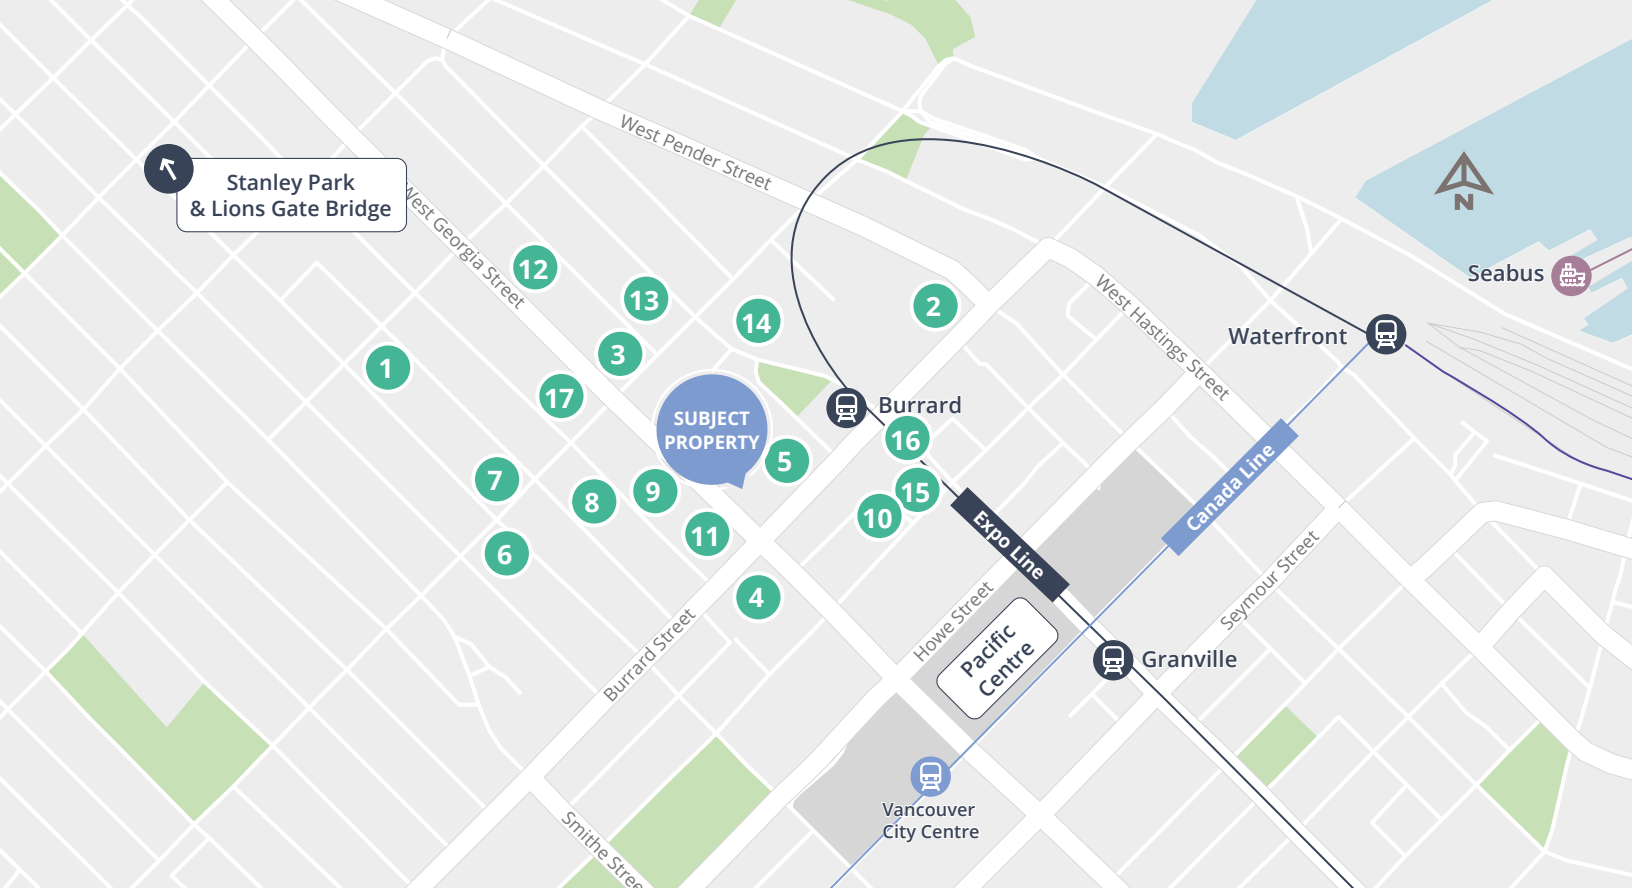 West Pender Street
Stanley Park
& Lions Gate Bridge
West Georgia Street
N
12
Seabus
13
2
West Hastings Street
14
Waterfront
3
1
17
Burrard
SUBJECT
PROPERTY
16
5
Canada Line
7
9
15
8
10
11
Expo Line
6
Seymour Street
4
Howe Street
Pacific
Centre
Burrard Street
Granville
Vancouver
City Centre
Smithe Stree